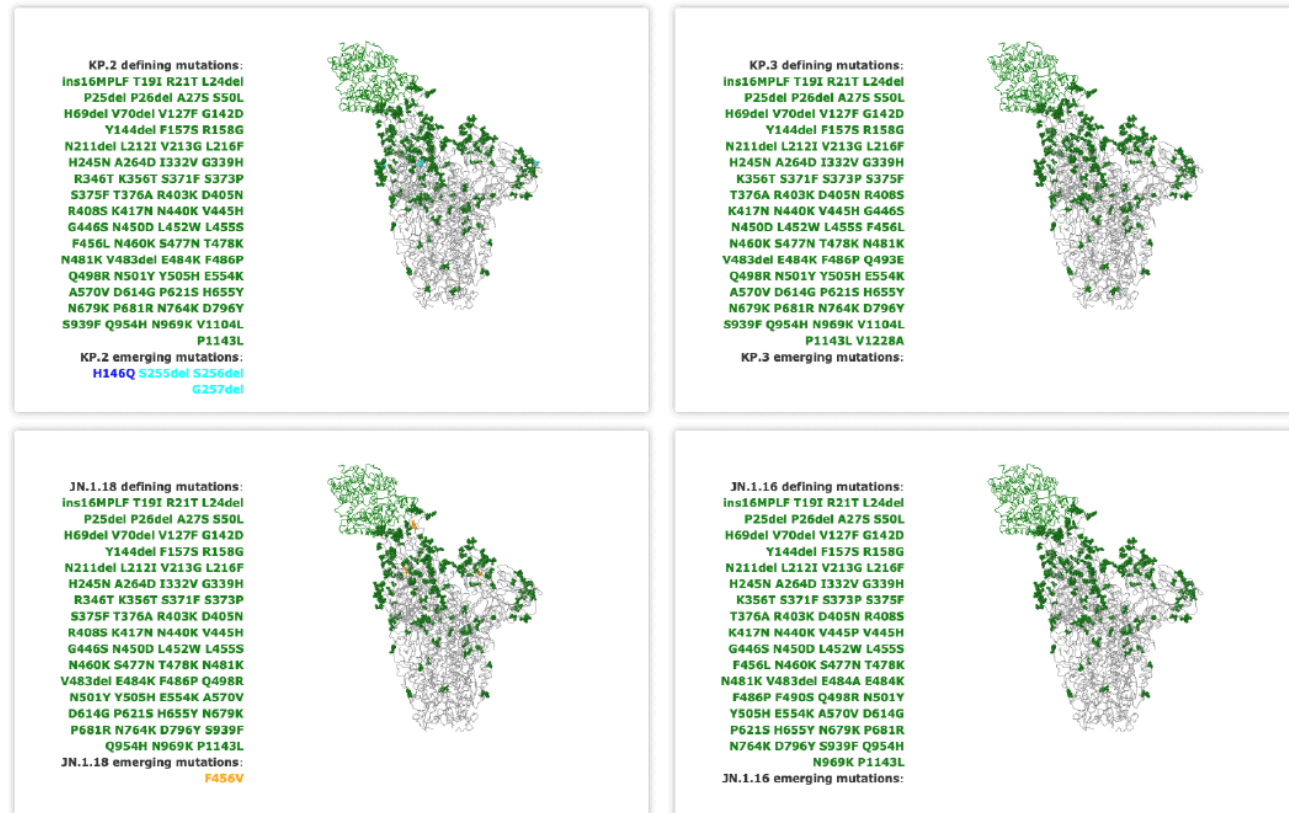 KP.2 defining mutations:
ins16MPLF T19I R21T L24del
P25del P26del A27S S50L
H69del V70del V127F G142D
Y144del F157S R158G
N211del L212I V213G L216F
H245N A264D I332V G339H
R346T K356T S371F S373P
S375F T376A R403K D405N
R408S K417N N440K V445H
G446S N450D L452W L455S
F456L N460K S477N T478K
N481K V483del E484K F486P
Q498R N501Y Y505H E554K
A570V D614G P621S H655Y
N679K P681R N764K D796Y
S939F Q954H N969K V1104L
P1143L
KP.2 emerging mutations:
H146Q S255del S256del
G257del
KP.3 defining mutations:
ins16MPLF T19I R21T L24del
P25del P26del A27S S50L
H69del V70del V127F G142D
Y144del F157S R158G
N211del L212I V213G L216F
H245N A264D I332V G339H
K356T S371F S373P S375F
T376A R403K D405N R408S
K417N N440K V445H G446S
N450D L452W L455S F456L
N460K S477N T478K N481K
V483del E484K F486P Q493E
Q498R N501Y Y505H E554K
A570V D614G P621S H655Y
N679K P681R N764K D796Y
S939F Q954H N969K V1104L
P1143L V1228A
KP.3 emerging mutations:
JN.1.18 defining mutations:
ins16MPLF T19I R21T L24del
P25del P26del A27S S50L
H69del V70del V127F G142D
Y144del F157S R158G
N211del L212I V213G L216F
H245N A264D I332V G339H
R346T K356T S371F S373P
S375F T376A R403K D405N
R408S K417N N440K V445H
G446S N450D L452W L455S
N460K S477N T478K N481K
V483del E484K F486P Q498R
N501Y Y505H E554K A570V
D614G P621S H655Y N679K
P681R N764K D796Y S939F
Q954H N969K P1143L
JN.1.18 emerging mutations:
F456V
JN.1.16 defining mutations:
ins16MPLF T19I R21T L24del
P25del P26del A27S S50L
H69del V70del V127F G142D
Y144del F157S R158G
N211del L212I V213G L216F
H245N A264D I332V G339H
K356T S371F S373P S375F
T376A R403K D405N R408S
K417N N440K V445P V445H
G446S N450D L452W L455S
F456L N460K S477N T478K
N481K V483del E484A E484K
F486P F490S Q498R N501Y
Y505H E554K A570V D614G
P621S H655Y N679K P681R
N764K D796Y S939F Q954H
N969K P1143L
JN.1.16 emerging mutations: